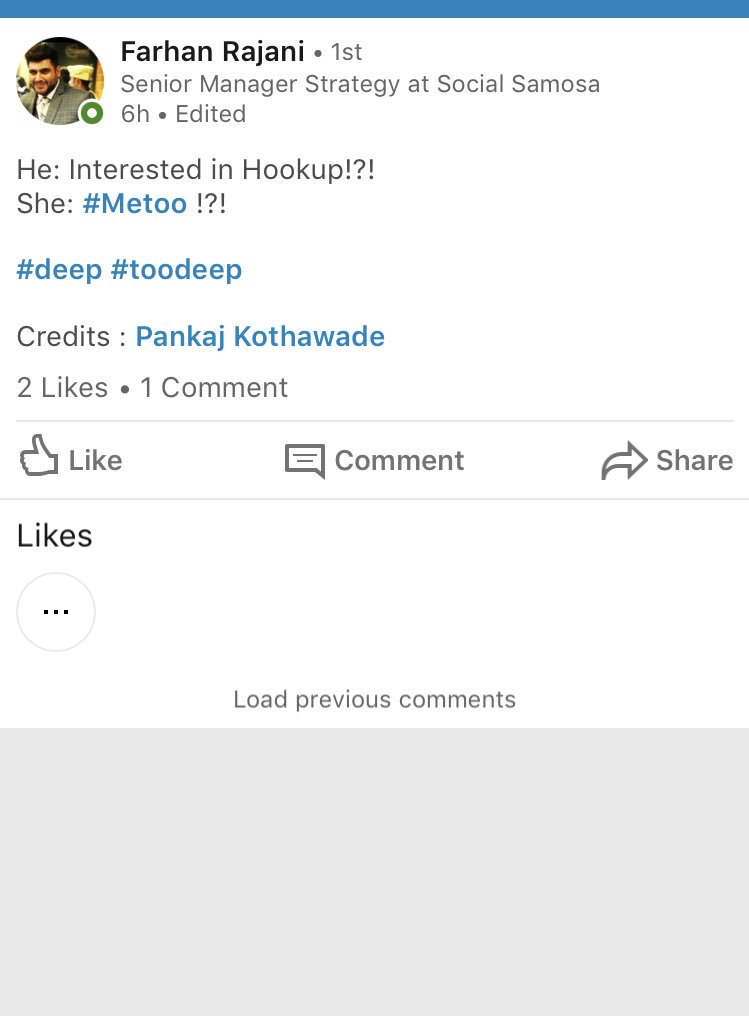 Farhan Rajani • 1st
Senior Manager Strategy at Social Samosa
6h • Edited
He: Interested in Hookup!?!
She: #Metoo !?!
#deep #toodeep
Credits : Pankaj Kothawade
2 Likes • 1 Comment
Like Comment Share
Likes
...
Load previous comments